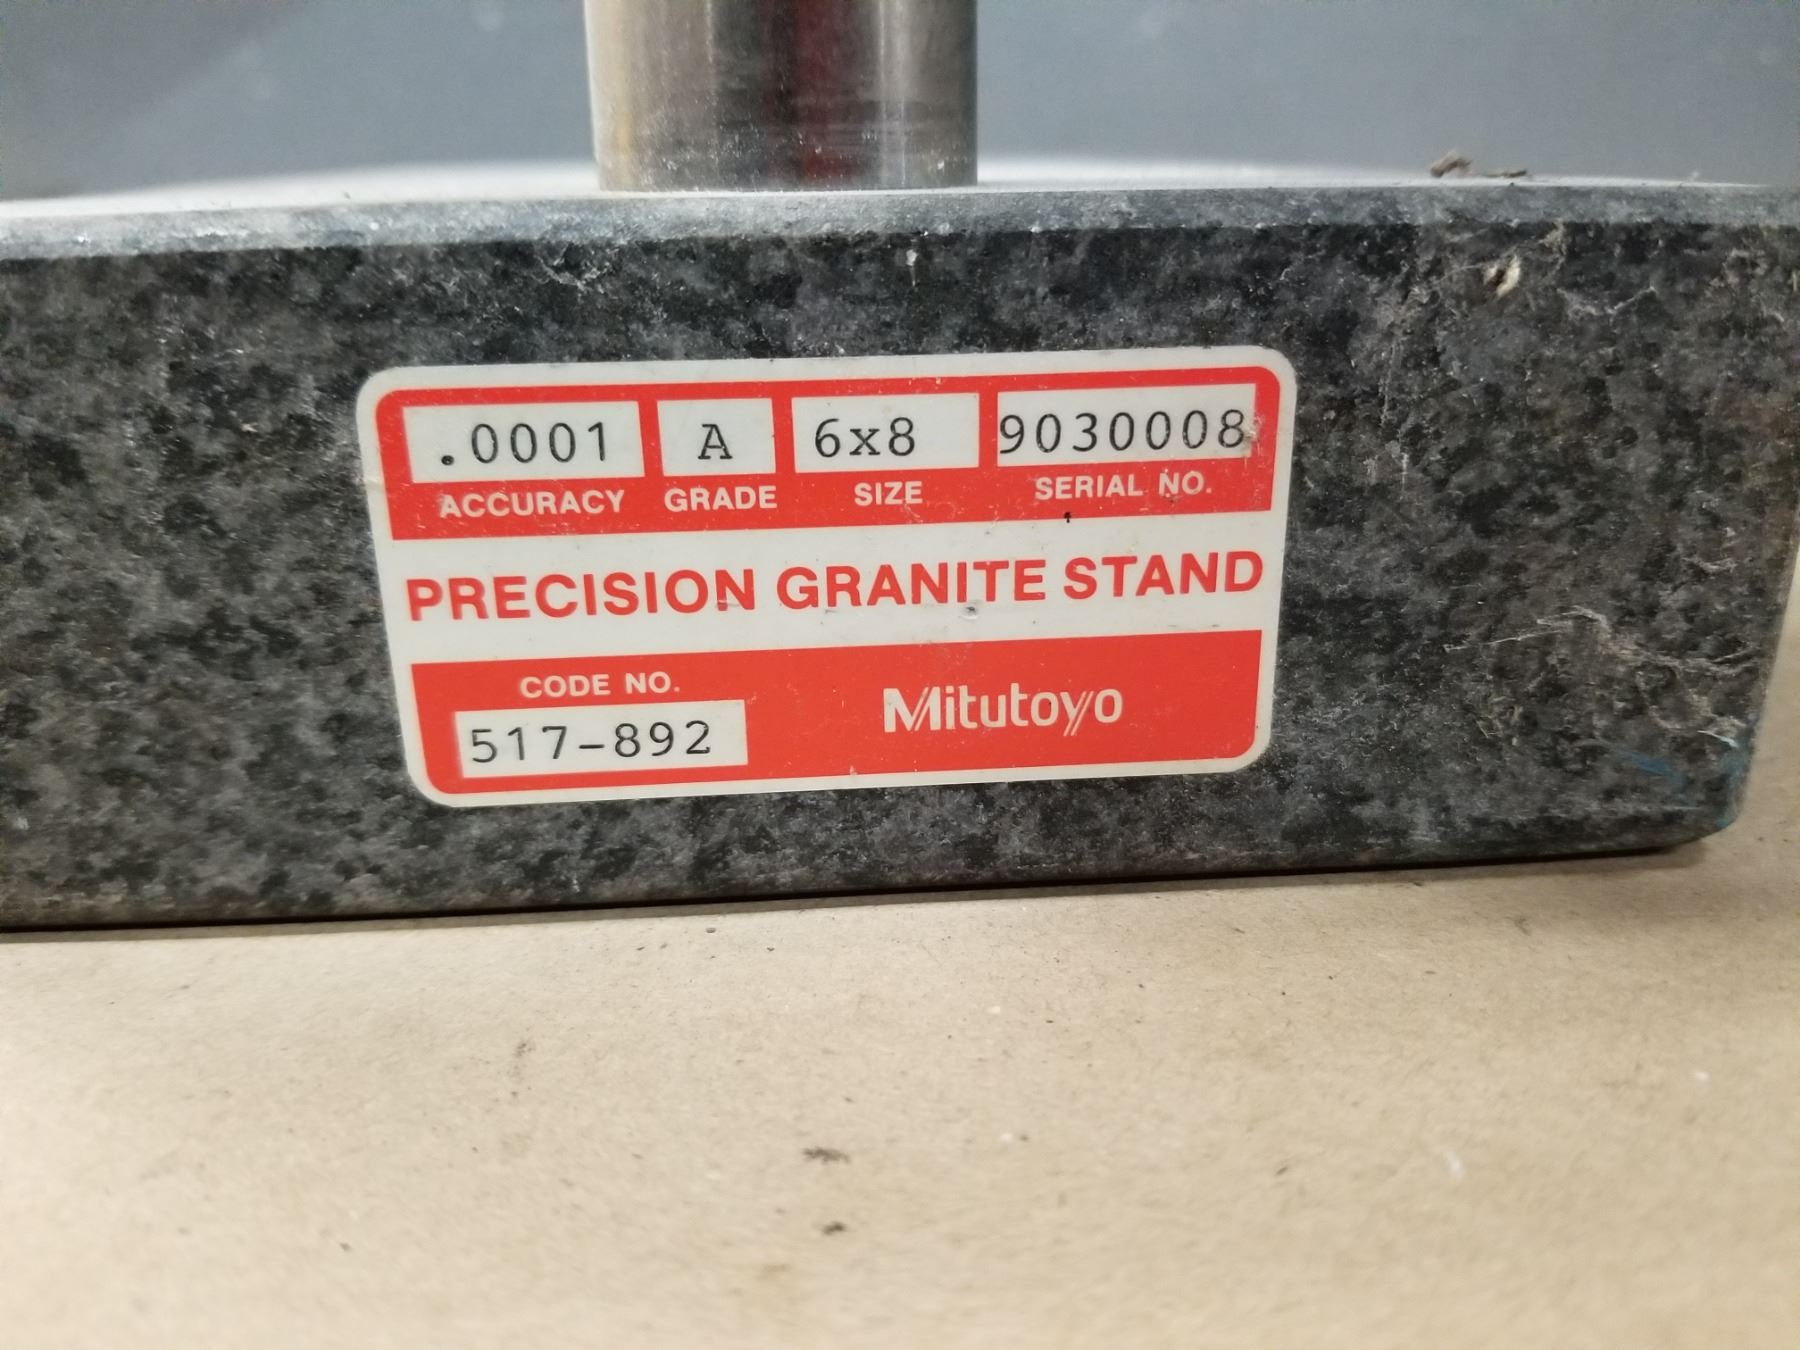 .0001 A 6x8 9030008
ACCURACY GRADE SIZE SERIAL NO.
PRECISION GRANITE STAND
CODE NO.
517-892
Mitutoyo